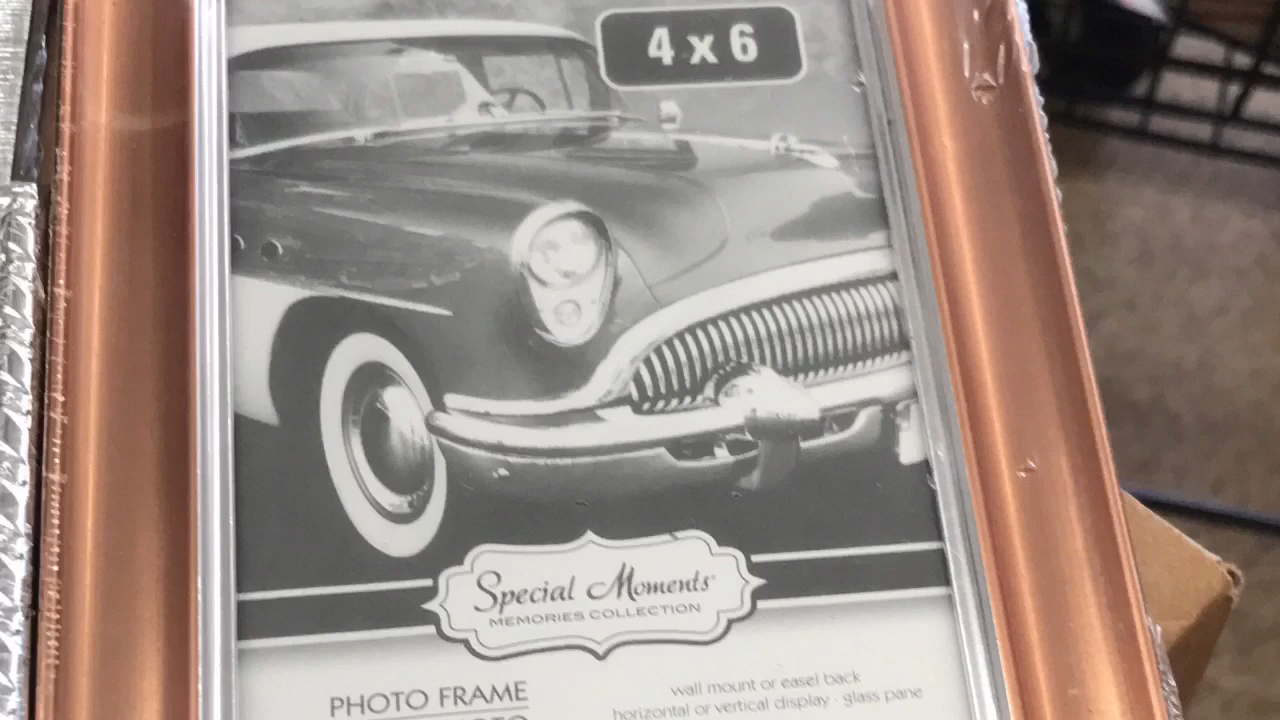 4 x 6
Special Moments
MEMORIES COLLECTION
PHOTO FRAME
wall mount or easel back
horizontal or vertical display · glass pane